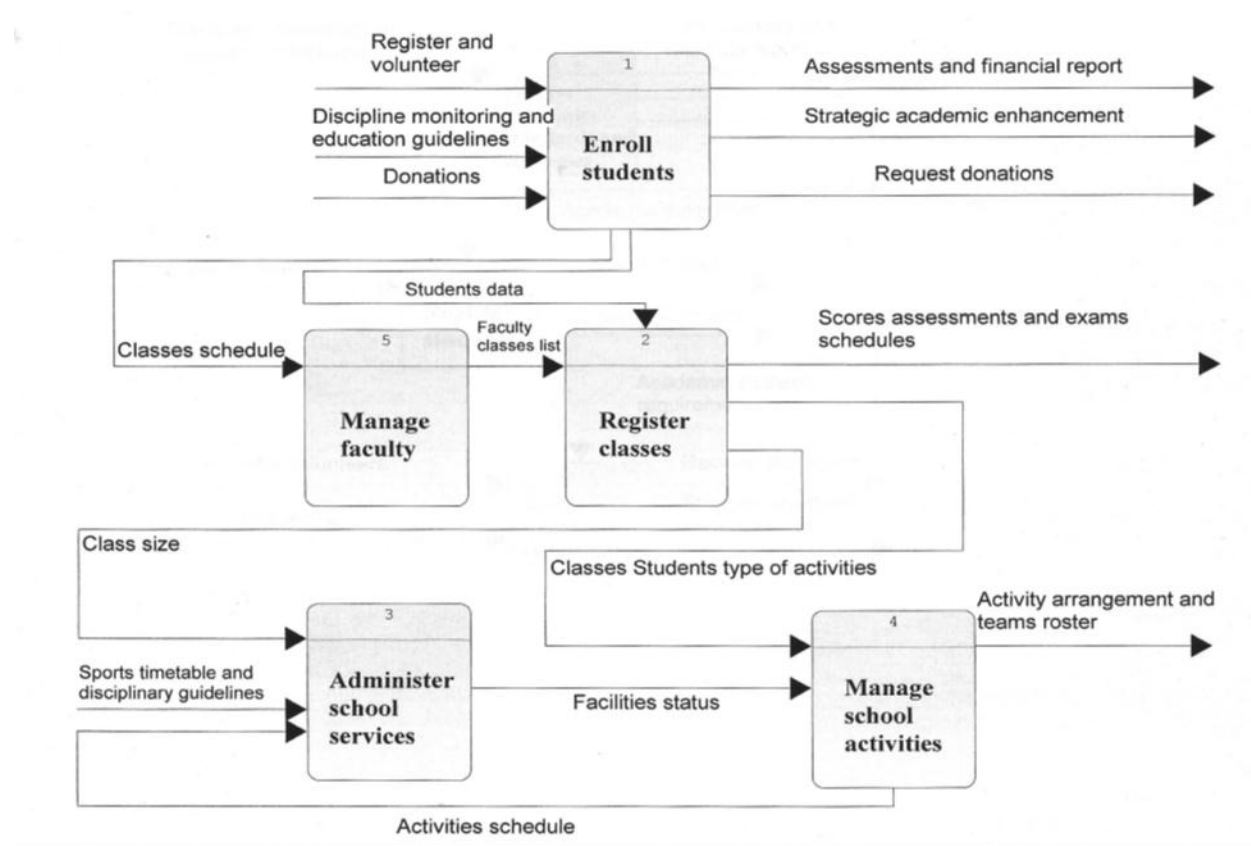 Register and
volunteer
1
Assessments and financial report
Discipline monitoring and
education guidelines
Strategic academic enhancement
Enroll
students
Donations
Request donations
Students data
Classes schedule
5
Manage
faculty
Faculty
classes list
2
Register
classes
Scores assessments and exams
schedules
Class size
Classes Students type of activities
3
Administer
school
services
Sports timetable and
disciplinary guidelines
Facilities status
4
Manage
school
activities
Activity arrangement and
teams roster
Activities schedule